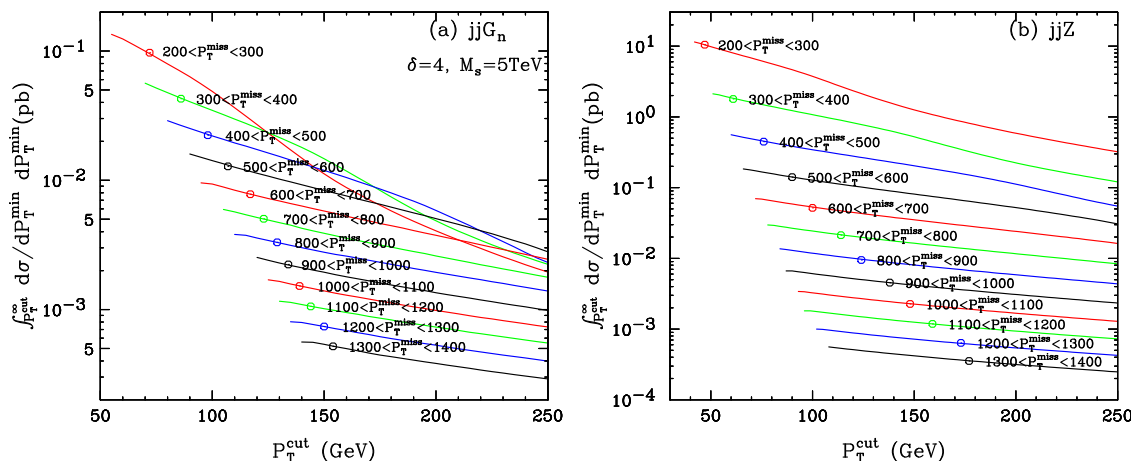 (a) jjG_n
δ=4, M_s=5TeV
∫_{P_T^cut}^∞ dσ/dP_T^min dP_T^min(pb)
10^−1
5
10^−2
5
10^−3
5
200<P_T^miss<300
300<P_T^miss<400
400<P_T^miss<500
500<P_T^miss<600
600<P_T^miss<700
700<P_T^miss<800
800<P_T^miss<900
900<P_T^miss<1000
1000<P_T^miss<1100
1100<P_T^miss<1200
1200<P_T^miss<1300
1300<P_T^miss<1400
50 100 150 200 250
P_T^cut (GeV)
(b) jjZ
∫_{P_T^cut}^∞ dσ/dP_T^min dP_T^min(pb)
10^1
10^0
10^−1
10^−2
10^−3
10^−4
200<P_T^miss<300
300<P_T^miss<400
400<P_T^miss<500
500<P_T^miss<600
600<P_T^miss<700
700<P_T^miss<800
800<P_T^miss<900
900<P_T^miss<1000
1000<P_T^miss<1100
1100<P_T^miss<1200
1200<P_T^miss<1300
1300<P_T^miss<1400
50 100 150 200 250
P_T^cut (GeV)